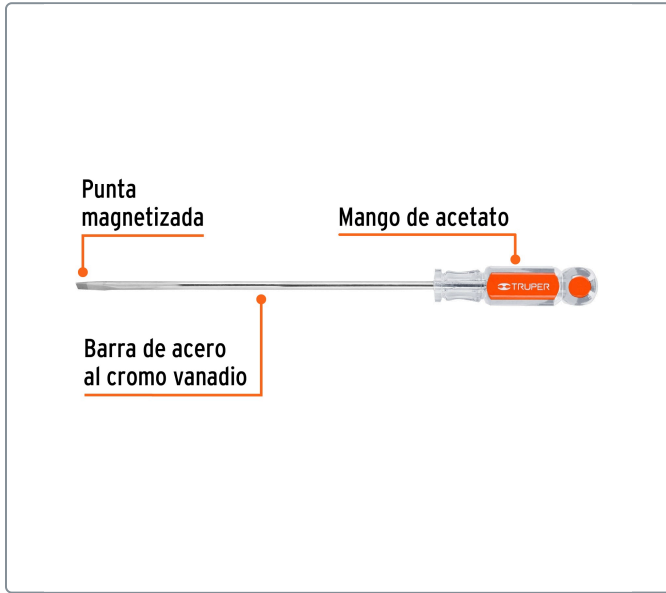 Punta
magnetizada
Mango de acetato
TRUPER
Barra de acero
al cromo vanadio